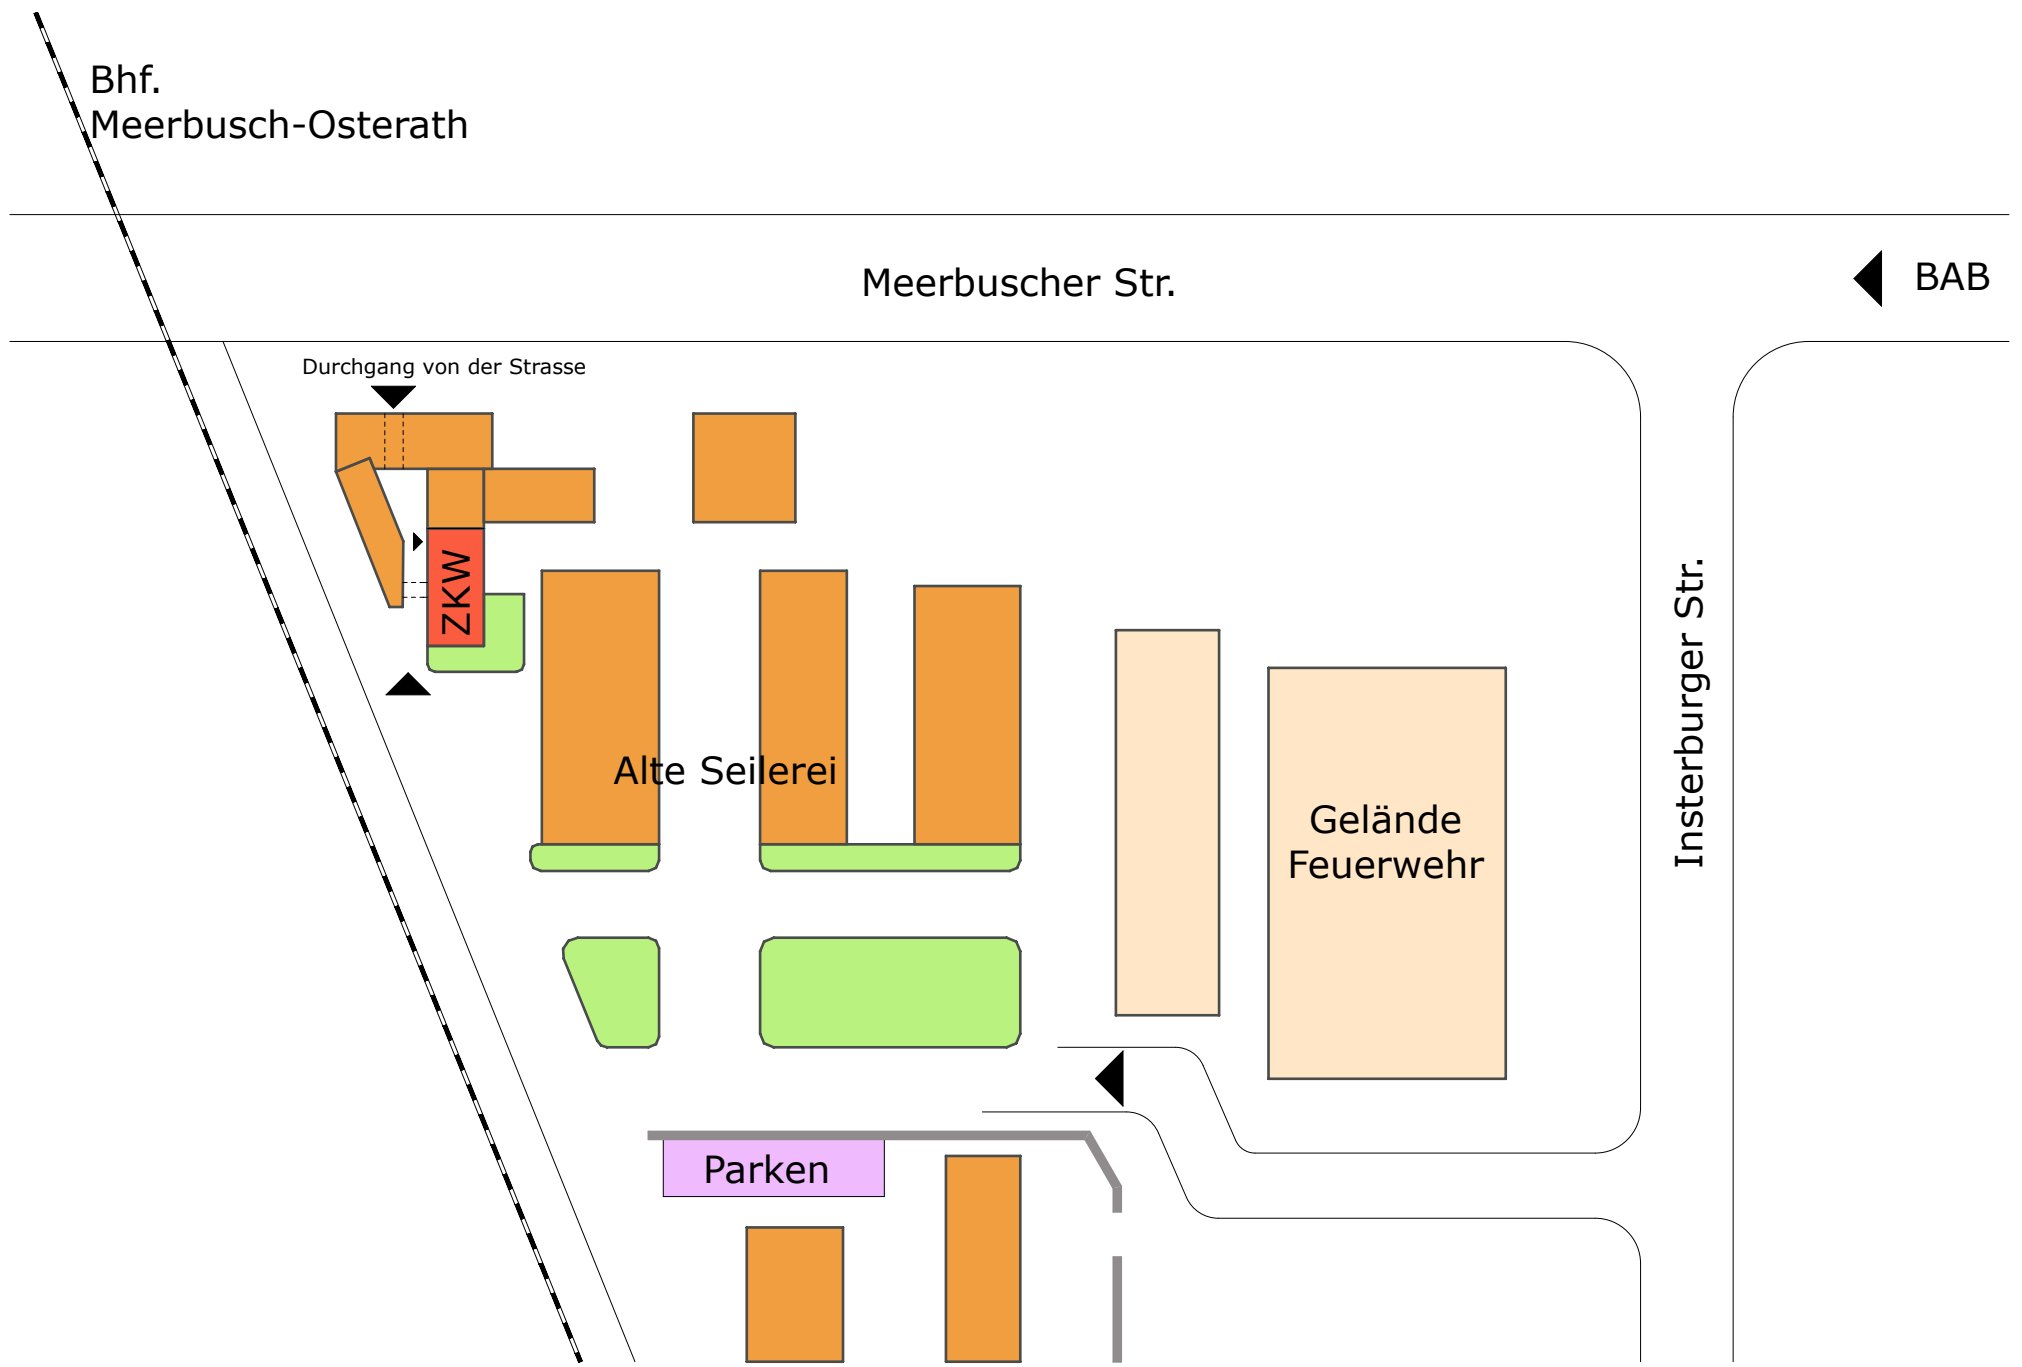 Bhf.
Meerbusch-Osterath
Meerbuscher Str.
BAB
Durchgang von der Strasse
ZKW
Alte Seilerei
Gelände
Feuerwehr
Insterburger Str.
Parken